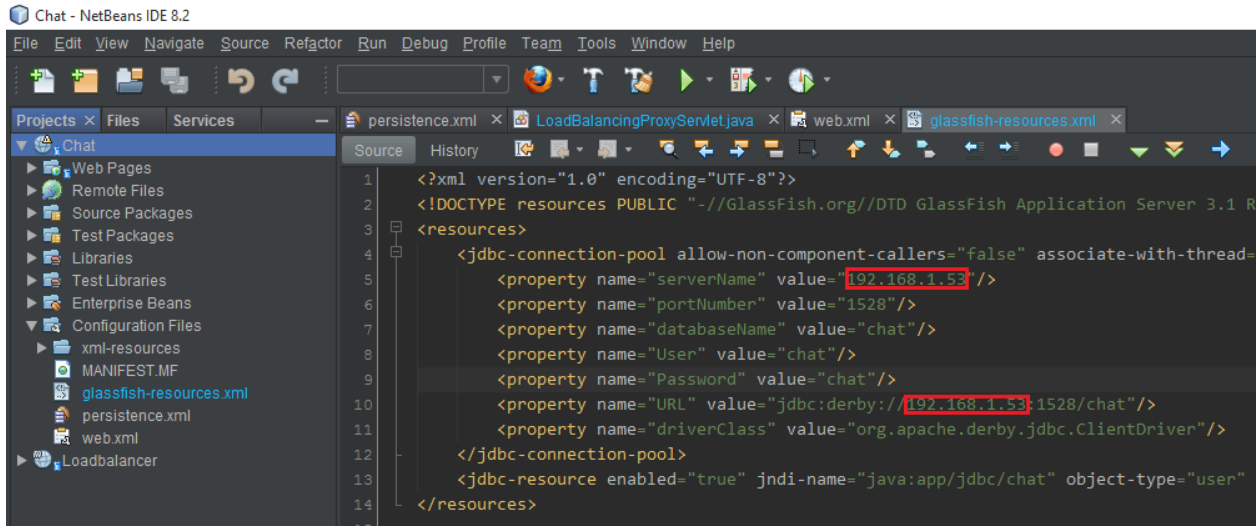 Chat - NetBeans IDE 8.2
File Edit View Navigate Source Refactor Run Debug Profile Team Tools Window Help
Projects Files Services
persistence.xml LoadBalancingProxyServlet.java web.xml glassfish-resources.xml
Source History
Chat
Web Pages
Remote Files
Source Packages
Test Packages
Libraries
Test Libraries
Enterprise Beans
Configuration Files
xml-resources
MANIFEST.MF
glassfish-resources.xml
persistence.xml
web.xml
Loadbalancer
1 <?xml version="1.0" encoding="UTF-8"?>
2 <!DOCTYPE resources PUBLIC "-//GlassFish.org//DTD GlassFish Application Server 3.1 R
3 <resources>
4 <jdbc-connection-pool allow-non-component-callers="false" associate-with-thread=
5 <property name="serverName" value="192.168.1.53"/>
6 <property name="portNumber" value="1528"/>
7 <property name="databaseName" value="chat"/>
8 <property name="User" value="chat"/>
9 <property name="Password" value="chat"/>
10 <property name="URL" value="jdbc:derby://192.168.1.53:1528/chat"/>
11 <property name="driverClass" value="org.apache.derby.jdbc.ClientDriver"/>
12 </jdbc-connection-pool>
13 <jdbc-resource enabled="true" jndi-name="java:app/jdbc/chat" object-type="user"
14 </resources>